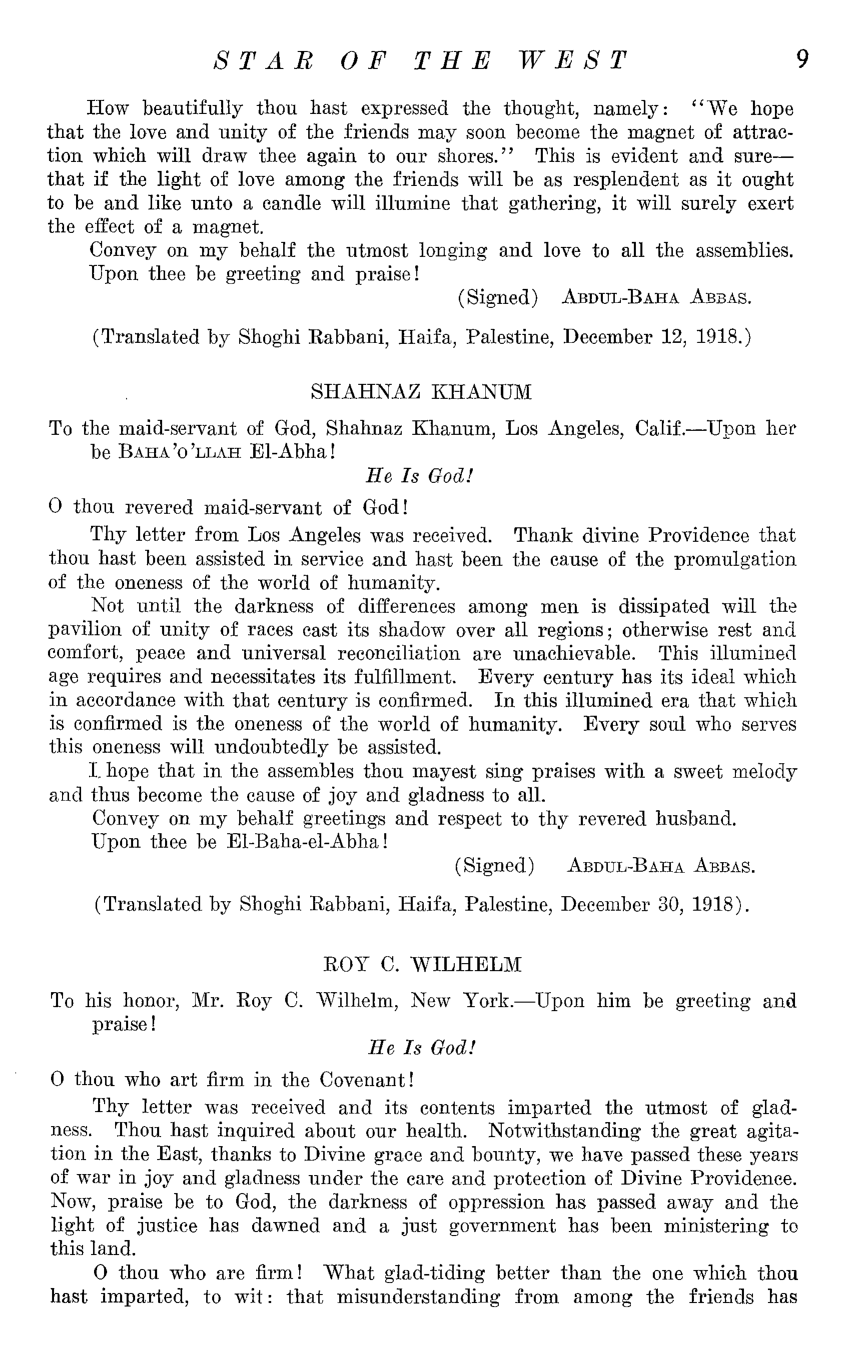 STAR OF THE WEST 9
How beautifully thou hast expressed the thought, namely: "We hope
that the love and unity of the friends may soon become the magnet of attrac-
tion which will draw thee again to our shores." This is evident and sure—
that if the light of love among the friends will be as resplendent as it ought
to be and like unto a candle will illumine that gathering, it will surely exert
the effect of a magnet.
Convey on my behalf the utmost longing and love to all the assemblies.
Upon thee be greeting and praise!
(Signed) ABDUL-BAHA ABBAS.
(Translated by Shoghi Rabbani, Haifa, Palestine, December 12, 1918.)
SHAHNAZ KHANUM
To the maid-servant of God, Shahnaz Khanum, Los Angeles, Calif.—Upon her
be BAHA'O'LLAH El-Abha!
He Is God!
O thou revered maid-servant of God!
Thy letter from Los Angeles was received. Thank divine Providence that
thou hast been assisted in service and hast been the cause of the promulgation
of the oneness of the world of humanity.
Not until the darkness of differences among men is dissipated will the
pavilion of unity of races cast its shadow over all regions; otherwise rest and
comfort, peace and universal reconciliation are unachievable. This illumined
age requires and necessitates its fulfillment. Every century has its ideal which
in accordance with that century is confirmed. In this illumined era that which
is confirmed is the oneness of the world of humanity. Every soul who serves
this oneness will undoubtedly be assisted.
I hope that in the assembles thou mayest sing praises with a sweet melody
and thus become the cause of joy and gladness to all.
Convey on my behalf greetings and respect to thy revered husband.
Upon thee be El-Baha-el-Abha!
(Signed) ABDUL-BAHA ABBAS.
(Translated by Shoghi Rabbani, Haifa, Palestine, December 30, 1918).
ROY C. WILHELM
To his honor, Mr. Roy C. Wilhelm, New York.—Upon him be greeting and
praise!
He Is God!
O thou who art firm in the Covenant!
Thy letter was received and its contents imparted the utmost of glad-
ness. Thou hast inquired about our health. Notwithstanding the great agita-
tion in the East, thanks to Divine grace and bounty, we have passed these years
of war in joy and gladness under the care and protection of Divine Providence.
Now, praise be to God, the darkness of oppression has passed away and the
light of justice has dawned and a just government has been ministering to
this land.
O thou who are firm! What glad-tiding better than the one which thou
hast imparted, to wit: that misunderstanding from among the friends has